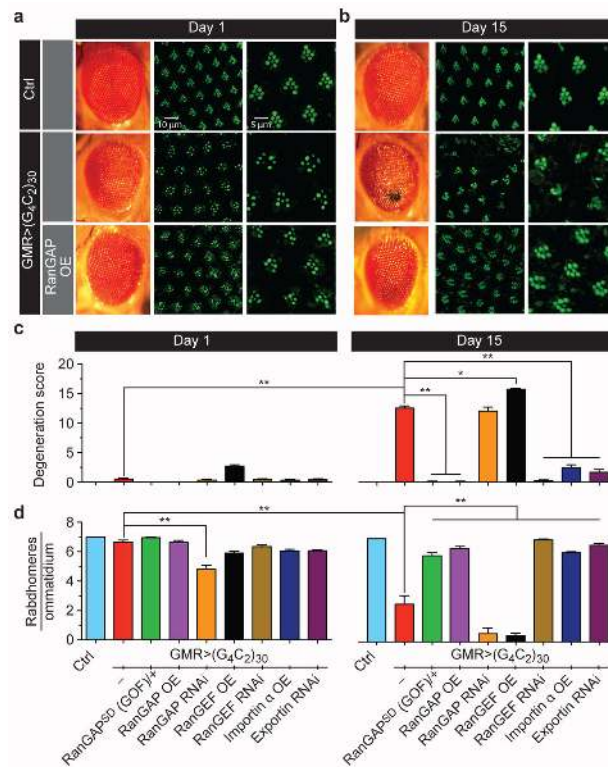 a
Day 1
b
Day 15
Ctrl
10 µm
5 µm
GMR>(G4C2)30
RanGAP
OE
c
Day 1
Day 15
Degeneration score
20
15
10
5
0
**
**
*
**
d
Rabdhomeres
ommatidium
8
6
4
2
0
**
**
**
Ctrl
GMR>(G4C2)30
–
RanGAPSD (GOF)/+
RanGAP OE
RanGAP RNAi
RanGEF OE
RanGEF RNAi
Importin α OE
Exportin RNAi
Ctrl
GMR>(G4C2)30
–
RanGAPSD (GOF)/+
RanGAP OE
RanGAP RNAi
RanGEF OE
RanGEF RNAi
Importin α OE
Exportin RNAi